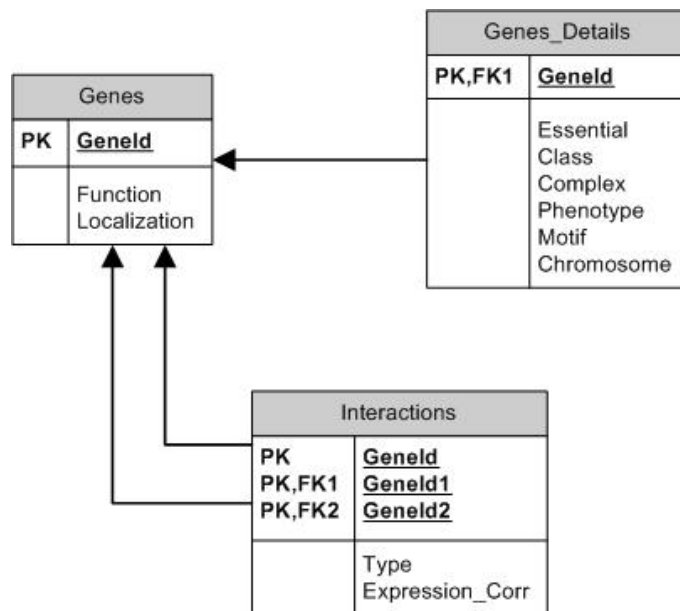 Genes_Details
PK,FK1 GeneId
Essential
Class
Complex
Phenotype
Motif
Chromosome
Genes
PK GeneId
Function
Localization
Interactions
PK GeneId
PK,FK1 GeneId1
PK,FK2 GeneId2
Type
Expression_Corr